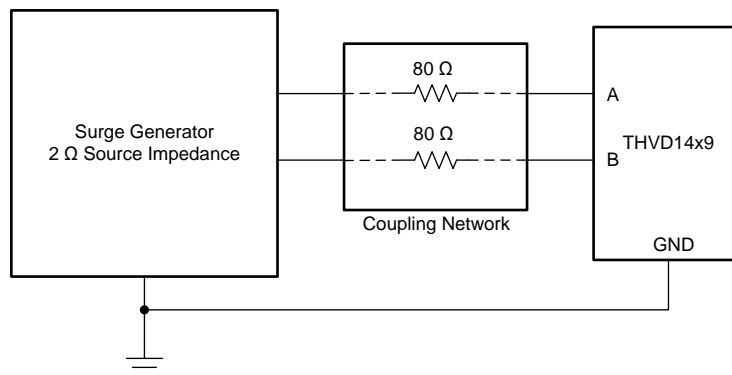 80 Ω
A
Surge Generator
2 Ω Source Impedance
80 Ω
B
THVD14x9
Coupling Network
GND